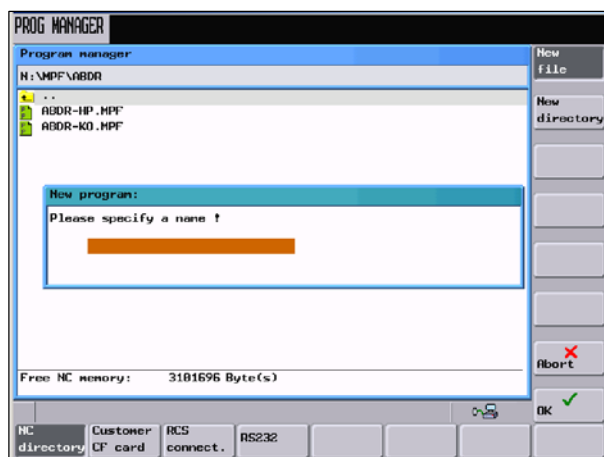 PROG MANAGER
Program manager
N:\MPF\ABDR
..
ABDR-HP.MPF
ABDR-KO.MPF
New program:
Please specify a name !
Free NC memory: 3101696 Byte(s)
New
file
New
directory
Abort
OK
NC
directory
Customer
CF card
RCS
connect.
RS232